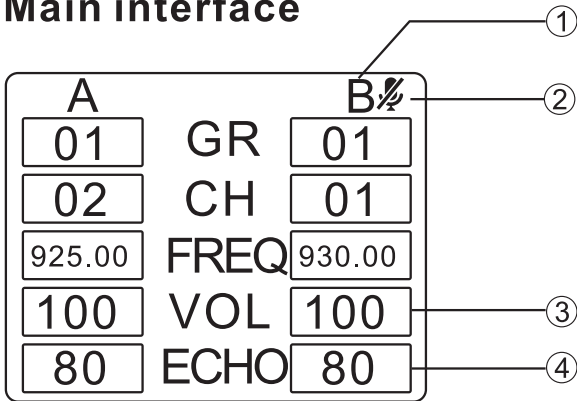 Main interface
①
A B ②
01 GR 01
02 CH 01
925.00 FREQ 930.00
100 VOL 100 ③
80 ECHO 80 ④